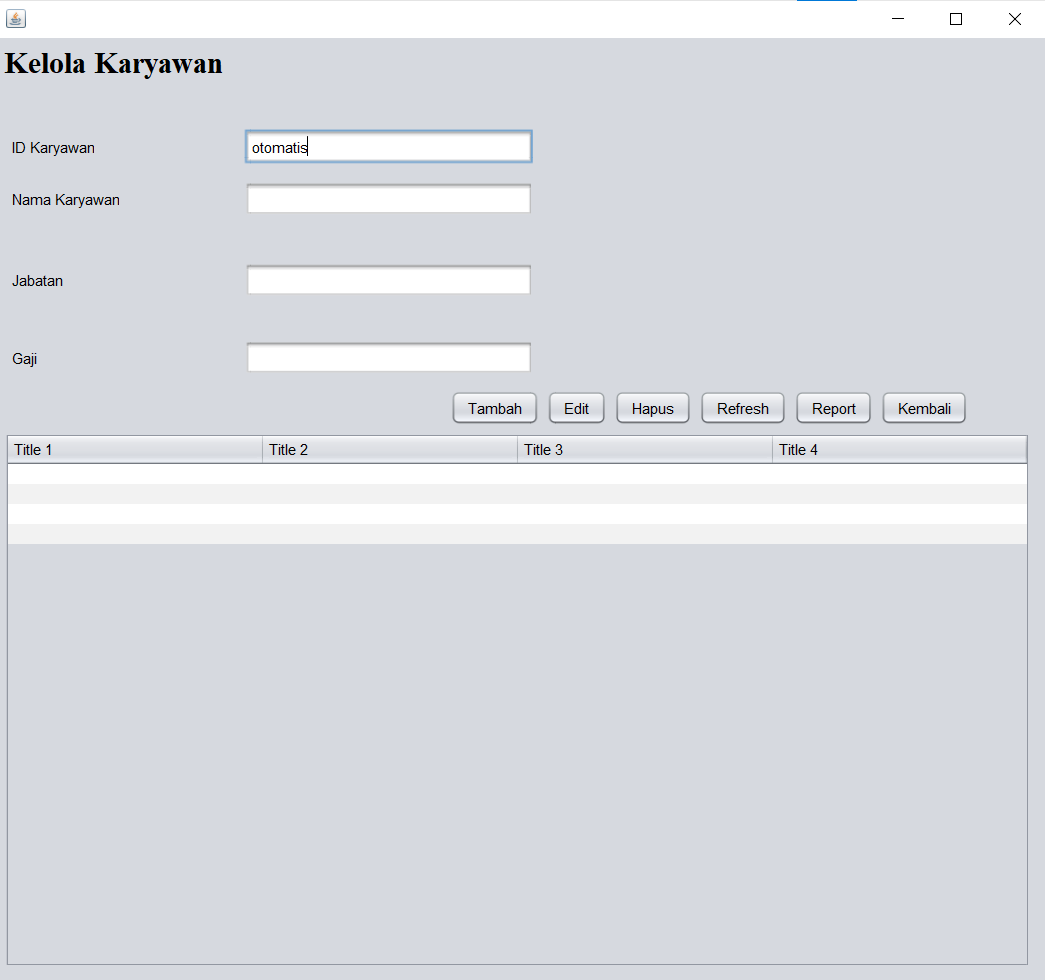 Kelola Karyawan
ID Karyawan otomatis
Nama Karyawan
Jabatan
Gaji
Tambah Edit Hapus Refresh Report Kembali
Title 1 Title 2 Title 3 Title 4